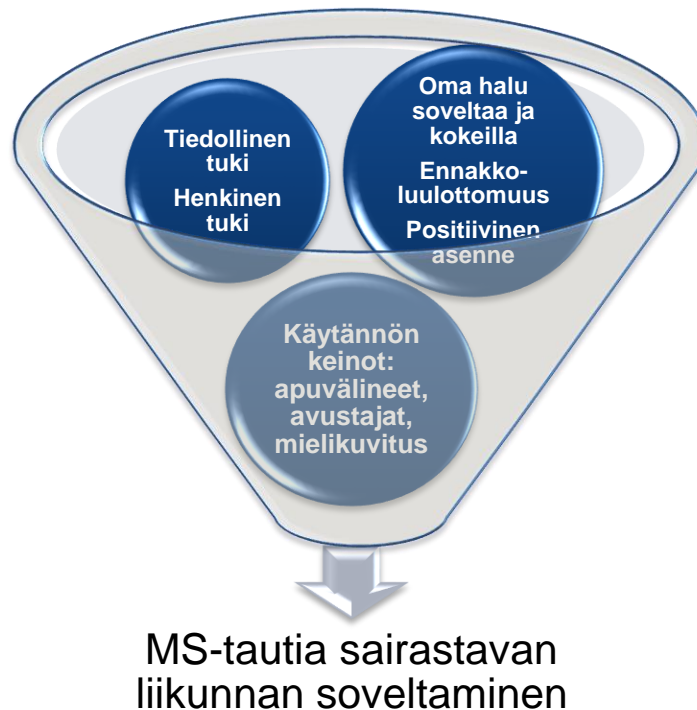 Tiedollinen
tuki
Henkinen
tuki
Oma halu
soveltaa ja
kokeilla
Ennakko-
luulottomuus
Positiivinen
asenne
Käytännön
keinot:
apuvälineet,
avustajat,
mielikuvitus
MS-tautia sairastavan
liikunnan soveltaminen